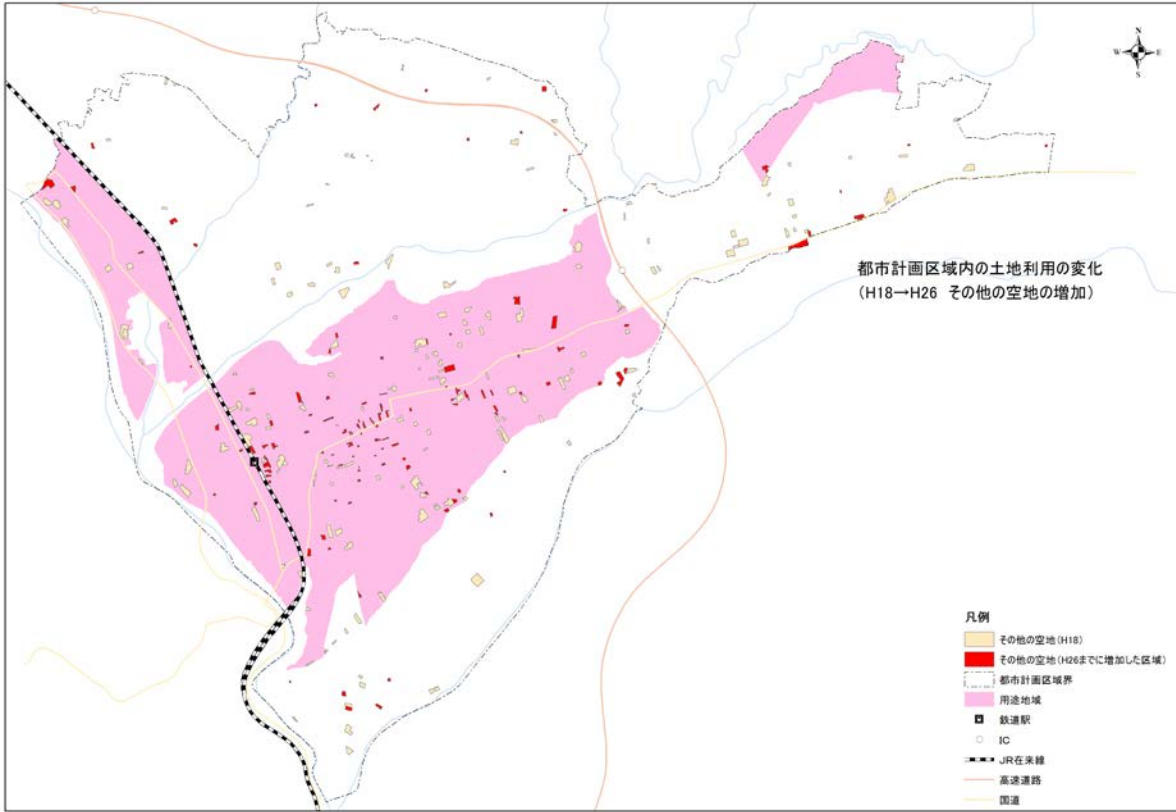 N
W E
S
都市計画区域内の土地利用の変化
(H18→H26 その他の空地の増加)
凡例
その他の空地(H18)
その他の空地(H26までに増加した区域)
都市計画区域界
用途地域
鉄道駅
IC
JR在来線
高速道路
国道